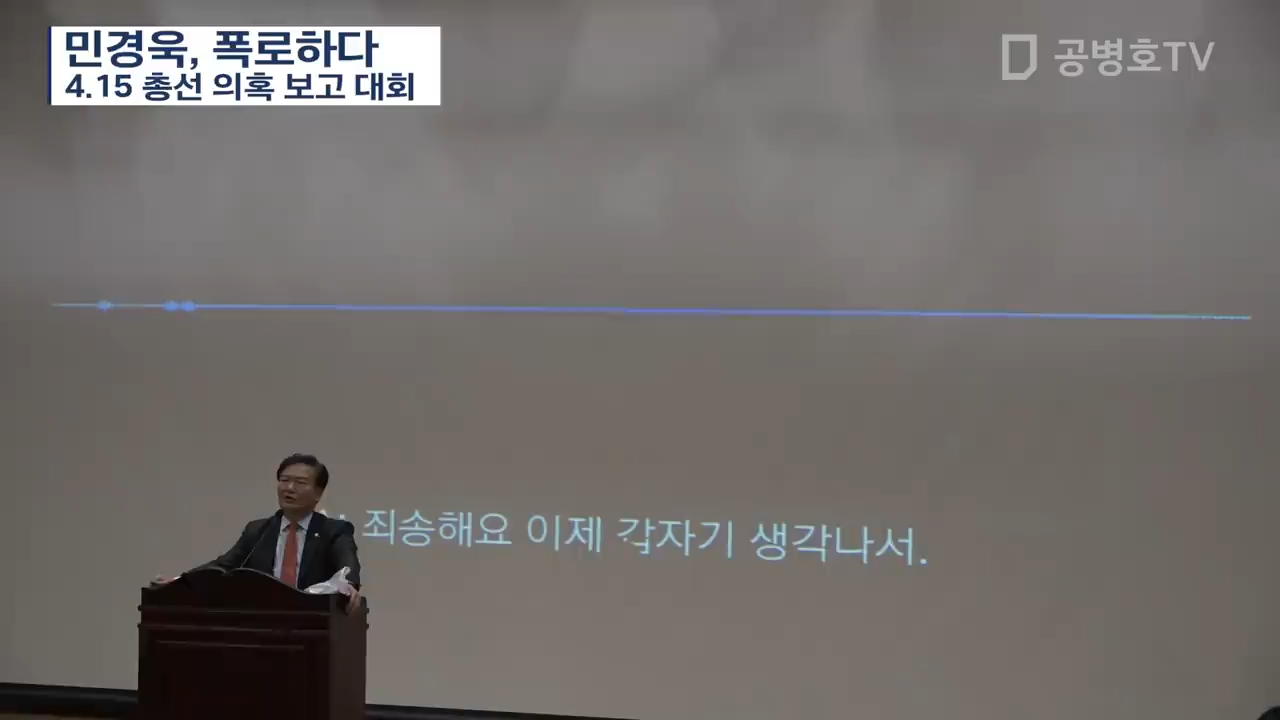 민경욱, 폭로하다
4.15 총선 의혹 보고 대회
공병호TV
죄송해요 이제 갑자기 생각나서.